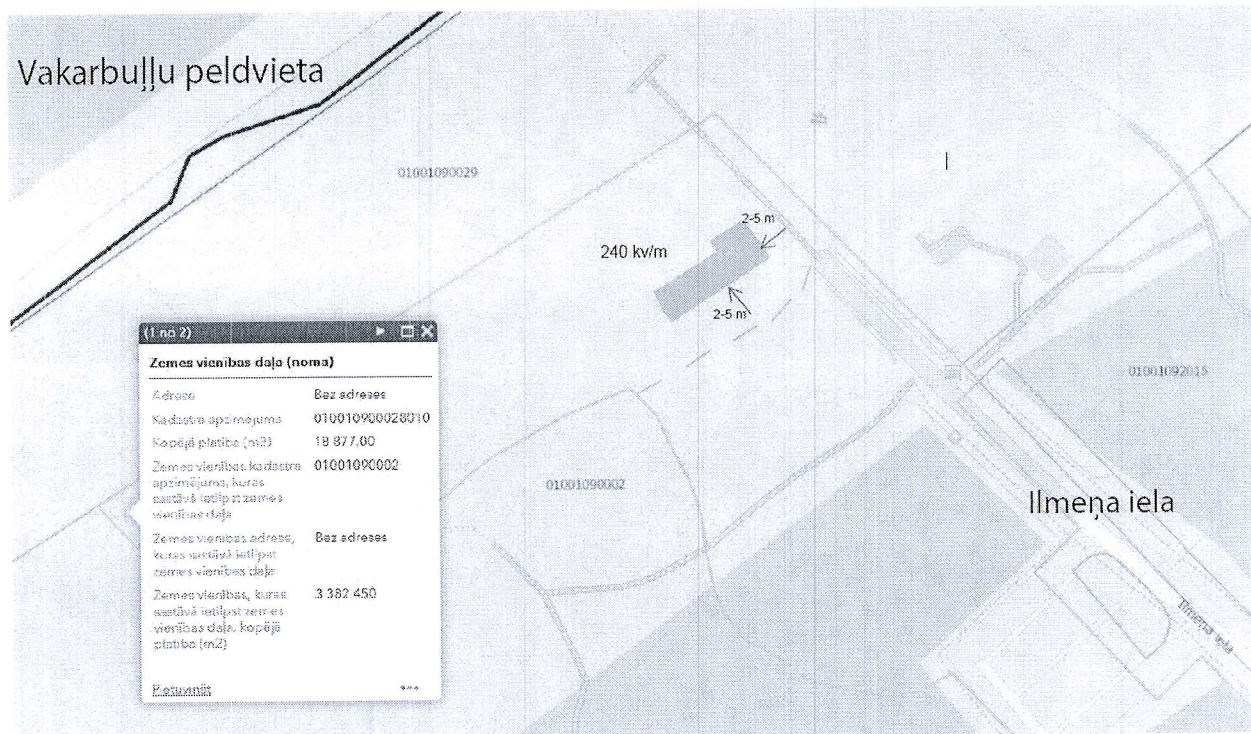 Vakarbuļļu peldvieta
01001090029
2-5 m
240 kv/m
2-5 m
(1 no 2)
Zemes vienības daļa (noma)
Adrese Bez adreses
Kadastra apzīmējums 010010900028010
Kopējā platība (m2) 18 877,00
Zemes vienības kadastra 01001090002
apzīmējums, kuras
sastāvā ietilpst zemes
vienības daļa
Zemes vienības adrese, Bez adreses
kuras sastāvā ietilpst
zemes vienības daļa
Zemes vienības, kuras 3 382 450
sastāvā ietilpst zemes
vienības daļa, kopējā
platība (m2)
Pietuvināt
01001090002
01001092015
Ilmeņa iela
Ilmeņa iela